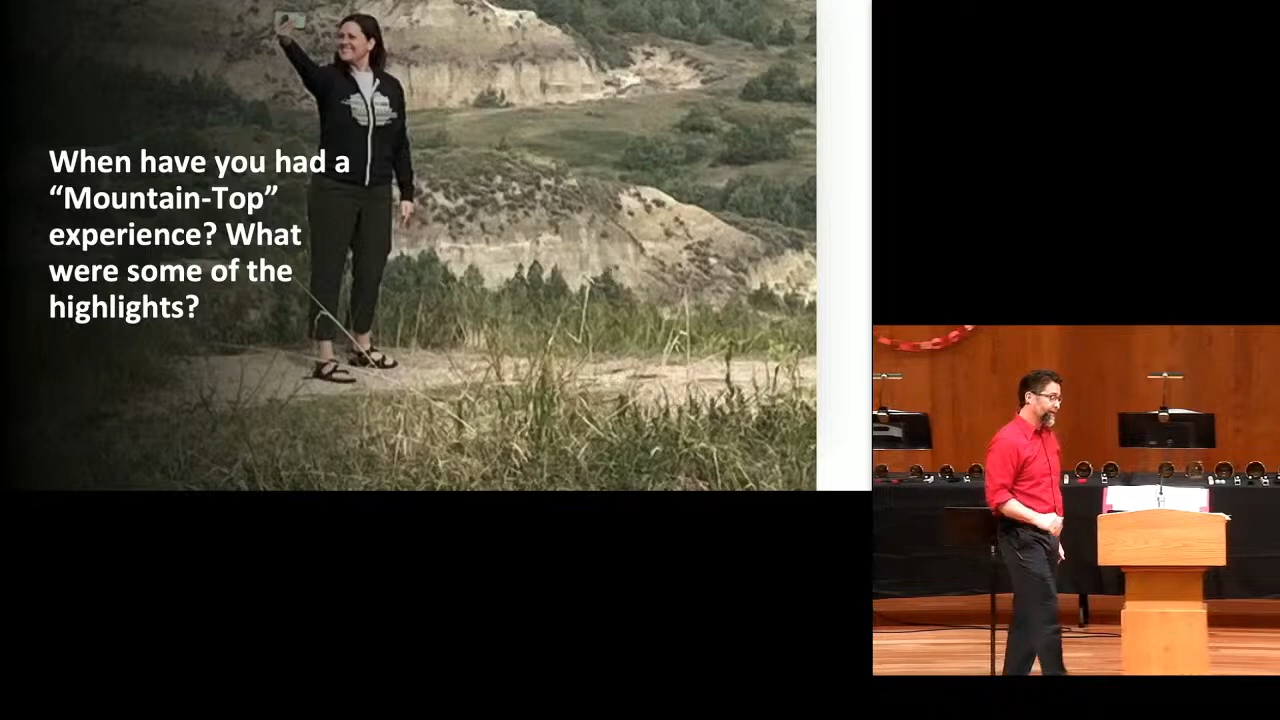 When have you had a
“Mountain-Top”
experience? What
were some of the
highlights?